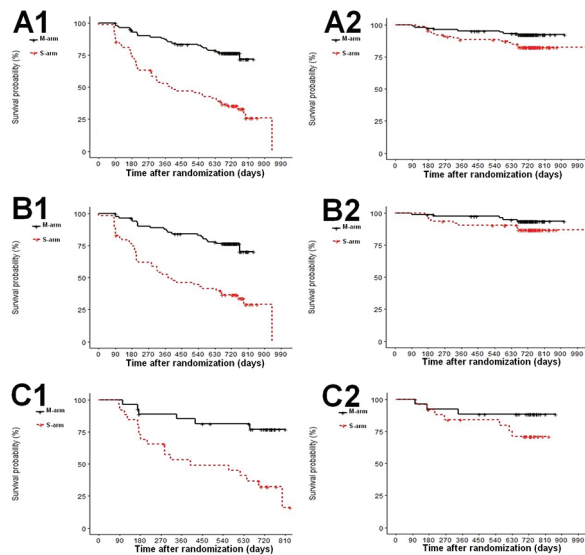 A1
Survival probability (%)
100
75
50
25
0
M-arm
S-arm
0 90 180 270 360 450 540 630 720 810 900 990
Time after randomization (days)
A2
Survival probability (%)
100
75
50
25
0
M-arm
S-arm
0 90 180 270 360 450 540 630 720 810 900 990
Time after randomization (days)
B1
Survival probability (%)
100
75
50
25
0
M-arm
S-arm
0 90 180 270 360 450 540 630 720 810 900 990
Time after randomization (days)
B2
Survival probability (%)
100
75
50
25
0
M-arm
S-arm
0 90 180 270 360 450 540 630 720 810 900 990
Time after randomization (days)
C1
Survival probability (%)
100
75
50
25
0
M-arm
S-arm
0 90 180 270 360 450 540 630 720 810
Time after randomization (days)
C2
Survival probability (%)
100
75
50
25
0
M-arm
S-arm
0 90 180 270 360 450 540 630 720 810 900 990
Time after randomization (days)